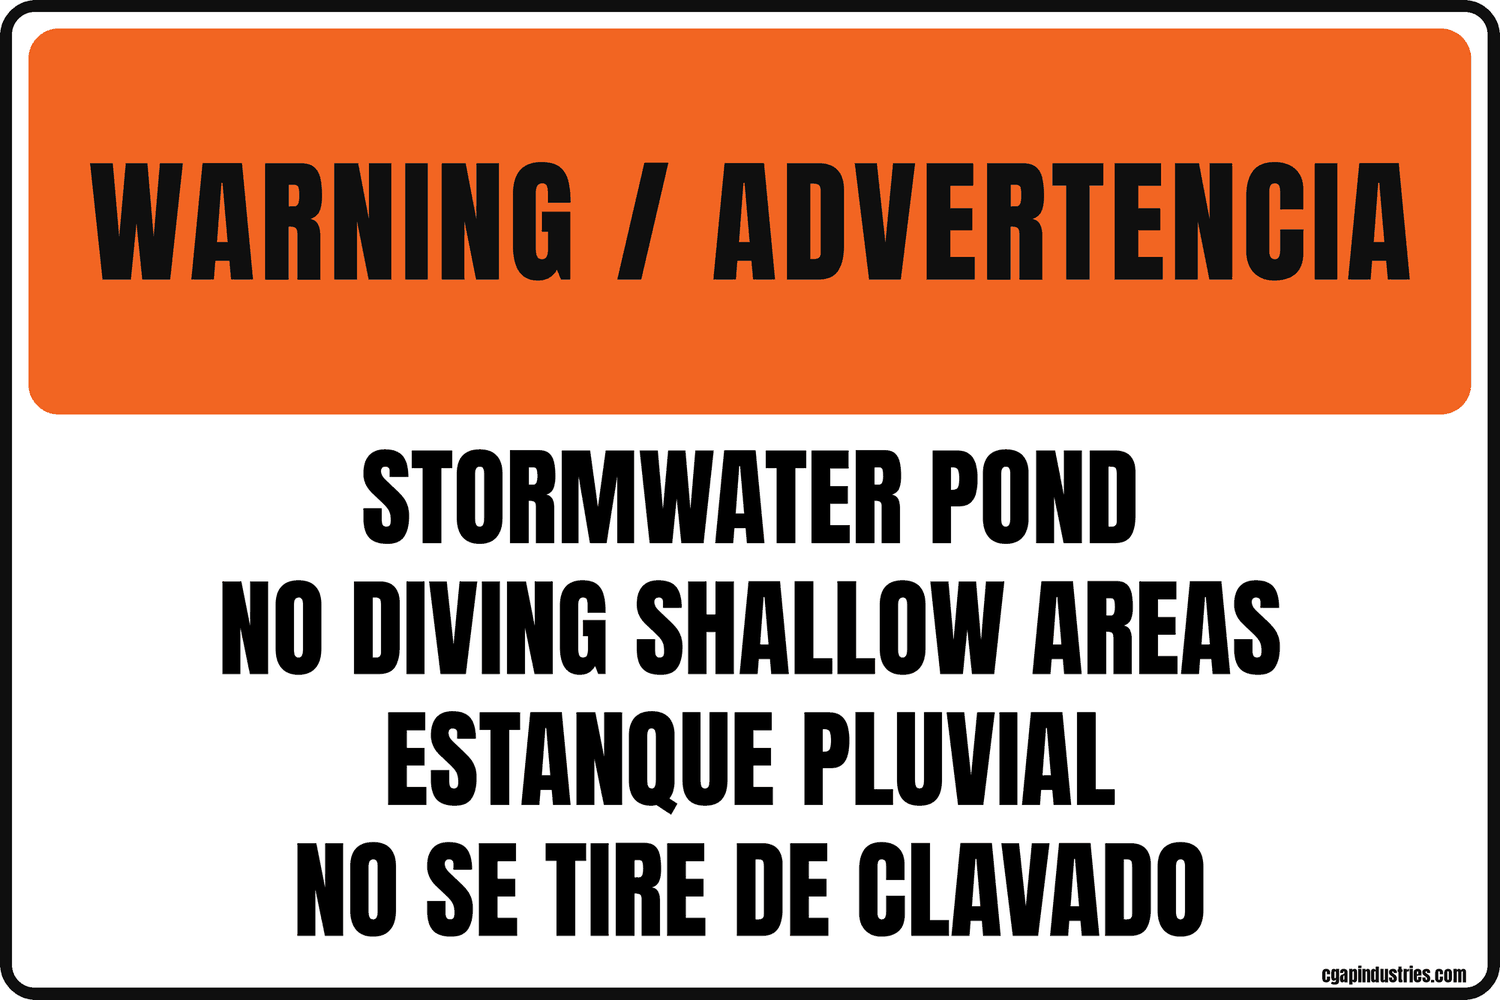 WARNING / ADVERTENCIA
STORMWATER POND
NO DIVING SHALLOW AREAS
ESTANQUE PLUVIAL
NO SE TIRE DE CLAVADO
cgapindustries.com